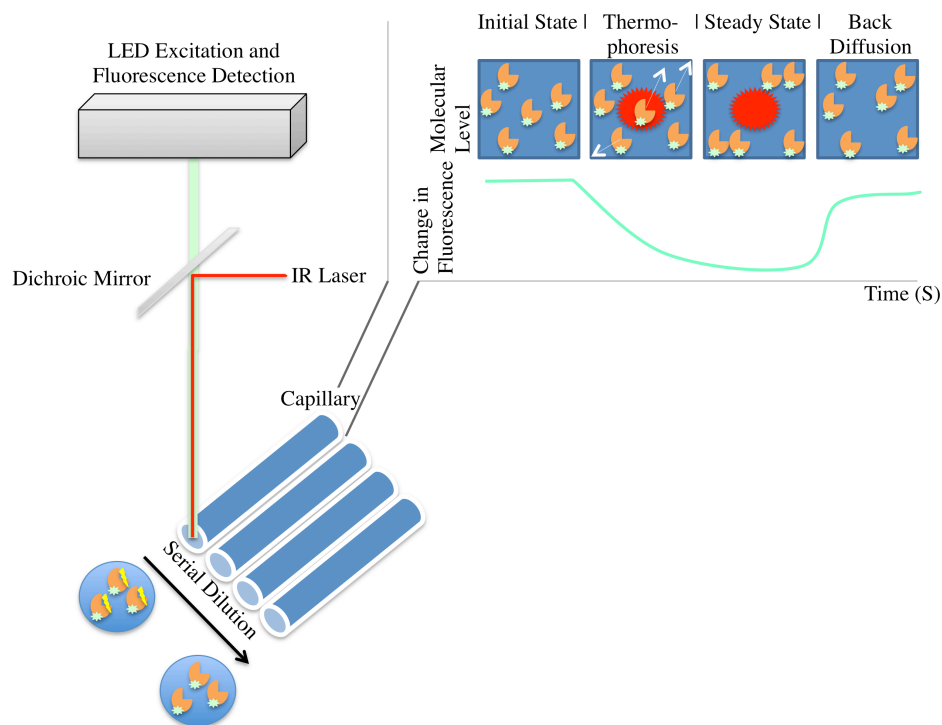 LED Excitation and
Fluorescence Detection
Dichroic Mirror
IR Laser
Capillary
Serial Dilution
Initial State |
Thermo-
phoresis
| Steady State |
Back
Diffusion
Molecular
Level
Change in
Fluorescence
Time (S)